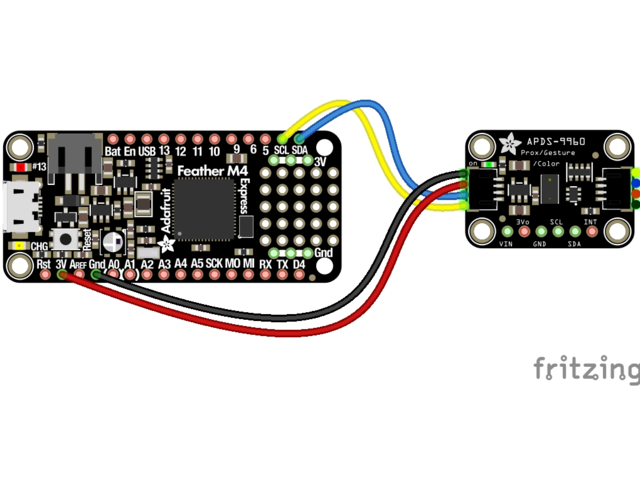 Bat En USB 13 12 11 10 9 6 5 SCL SDA
#13
3V
Feather M4
Express
Adafruit
Reset
CHG
Gnd
Rst 3V AREF Gnd A0 A1 A2 A3 A4 A5 SCK MO MI RX TX D4
APDS-9960
Prox/Gesture
/Color
on
3Vo SCL INT
VIN GND SDA
fritzing